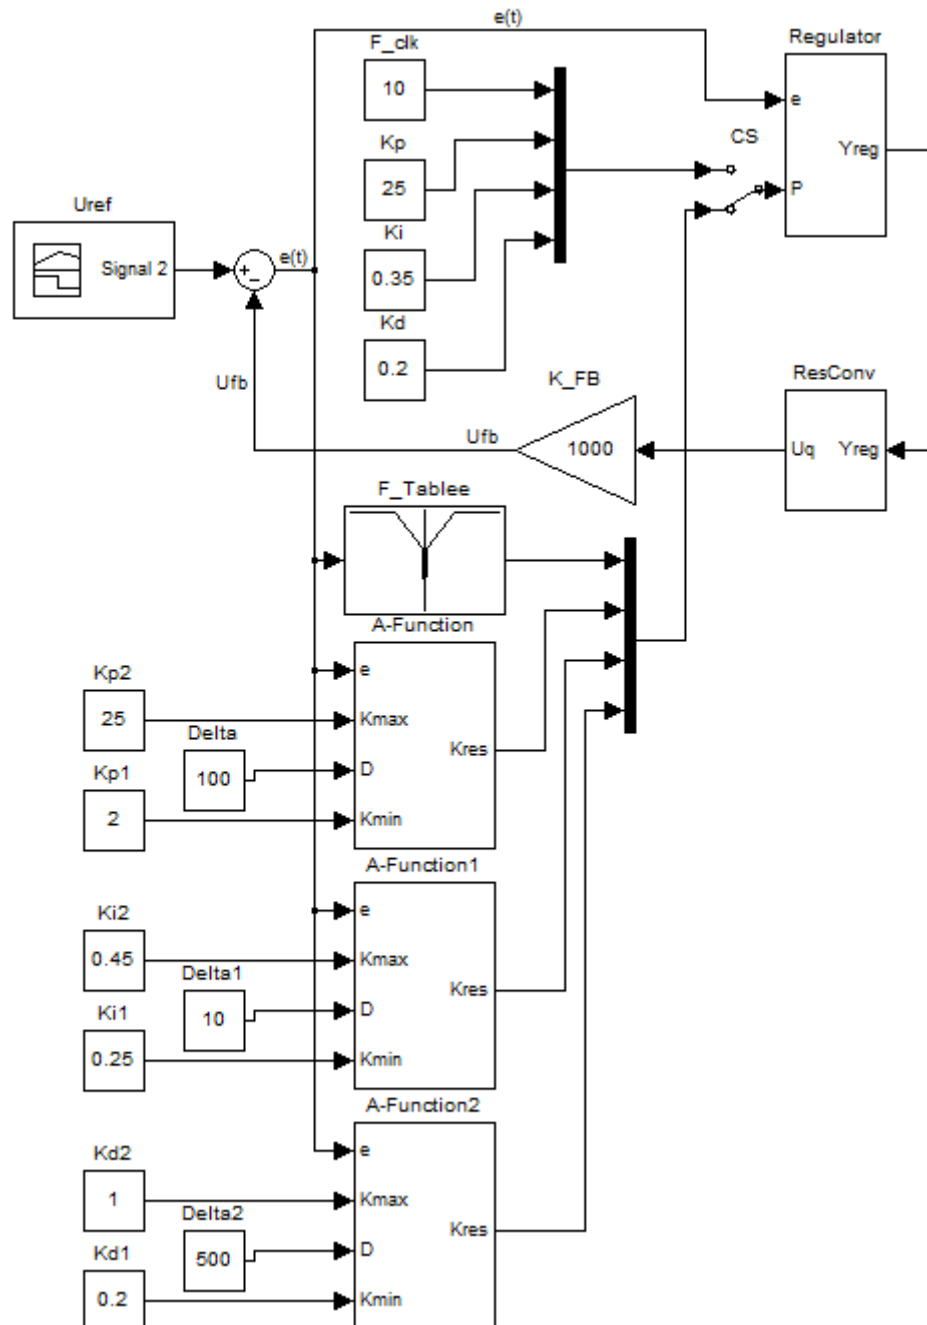 e(t)
F_clk
10
Regulator
e
Yreg
P
CS
Kp
25
Uref
Signal 2
e(t)
Ki
0.35
Kd
0.2
Ufb
K_FB
1000
Ufb
ResConv
Uq
Yreg
F_Tablee
A-Function
e
Kmax
D
Kmin
Kres
Kp2
25
Delta
100
Kp1
2
A-Function1
e
Kmax
D
Kmin
Kres
Ki2
0.45
Delta1
10
Ki1
0.25
A-Function2
e
Kmax
D
Kmin
Kres
Kd2
1
Delta2
500
Kd1
0.2